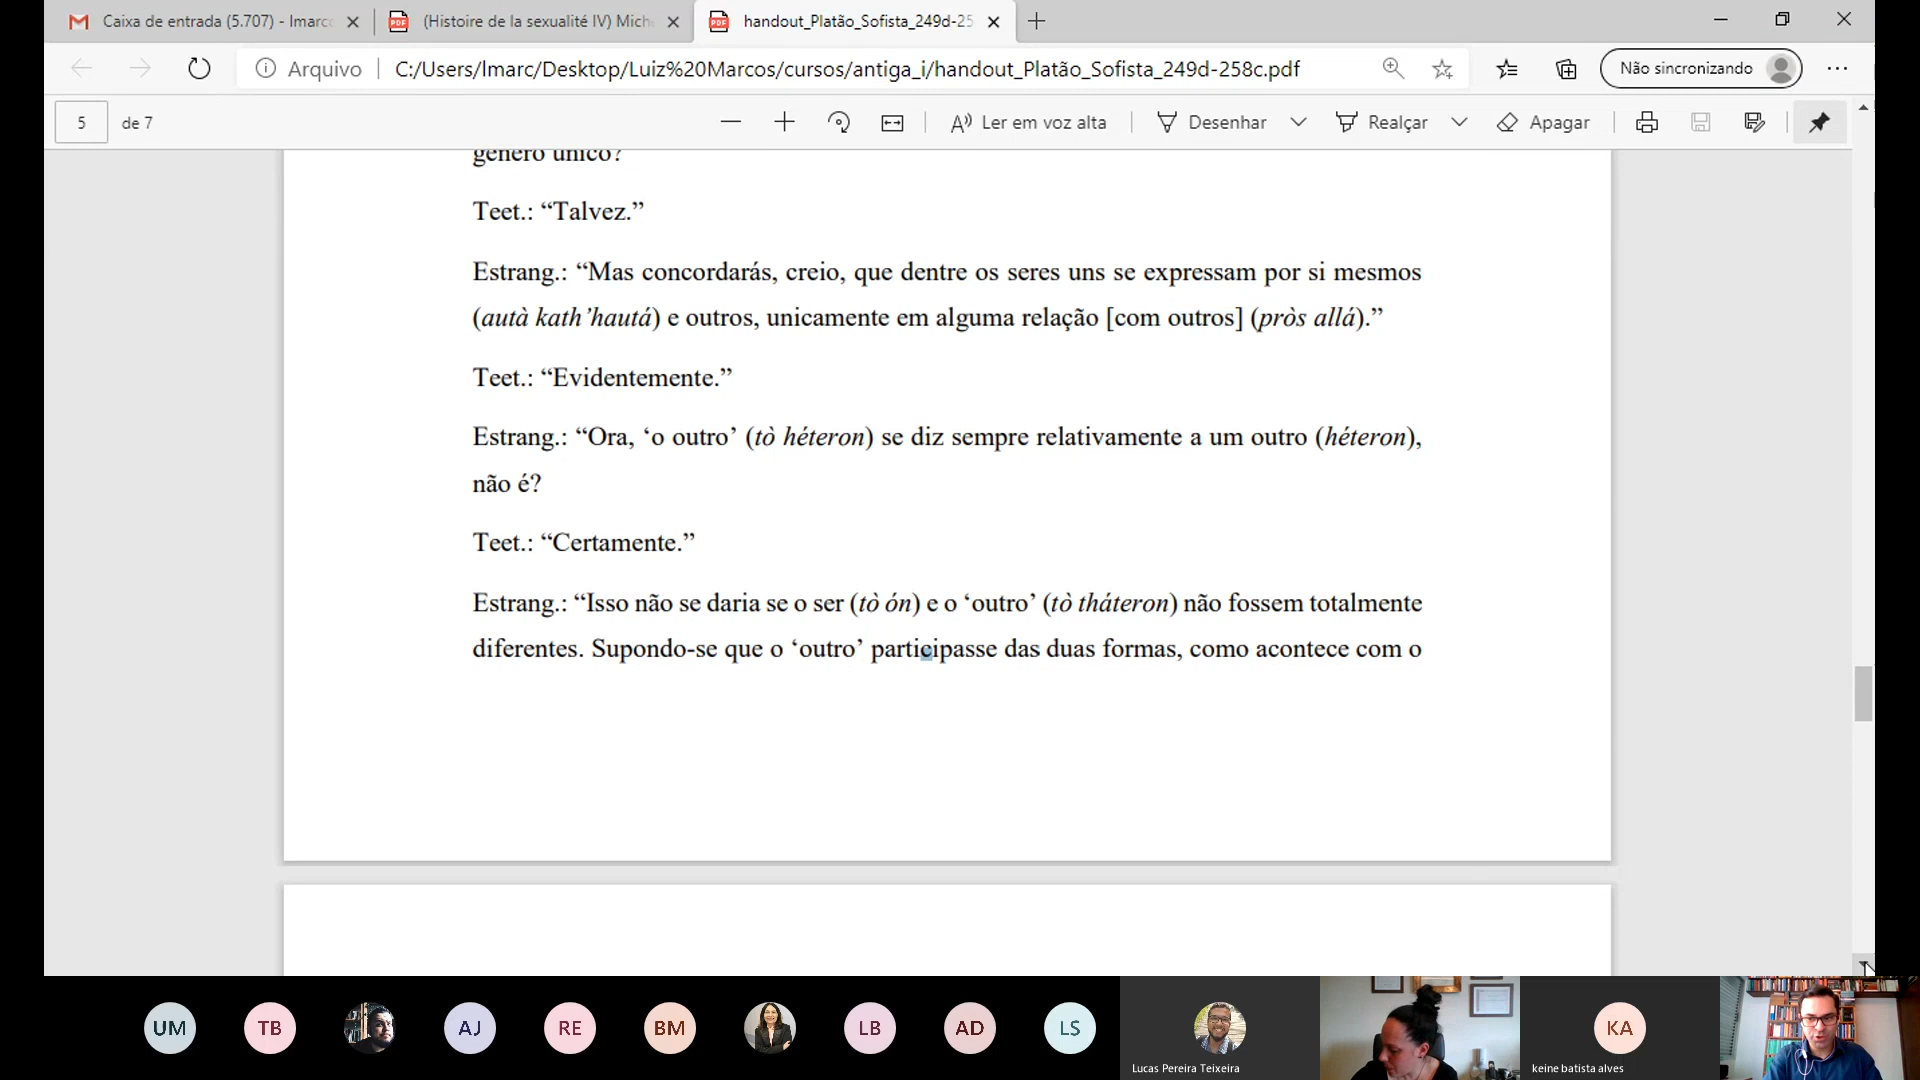 Caixa de entrada (5.707) - lmarc
(Histoire de la sexualité IV) Mich
handout_Platão_Sofista_249d-25
Arquivo
C:/Users/lmarc/Desktop/Luiz%20Marcos/cursos/antiga_i/handout_Platão_Sofista_249d-258c.pdf
Não sincronizando
5 de 7
Ler em voz alta
Desenhar
Realçar
Apagar
gênero único?
Teet.: “Talvez.”
Estrang.: “Mas concordarás, creio, que dentre os seres uns se expressam por si mesmos
(autà kath’hautá) e outros, unicamente em alguma relação [com outros] (pròs allá).”
Teet.: “Evidentemente.”
Estrang.: “Ora, ‘o outro’ (tò héteron) se diz sempre relativamente a um outro (héteron),
não é?
Teet.: “Certamente.”
Estrang.: “Isso não se daria se o ser (tò ón) e o ‘outro’ (tò tháteron) não fossem totalmente
diferentes. Supondo-se que o ‘outro’ participasse das duas formas, como acontece com o
UM
TB
AJ
RE
BM
LB
AD
LS
Lucas Pereira Teixeira
KA
keine batista alves